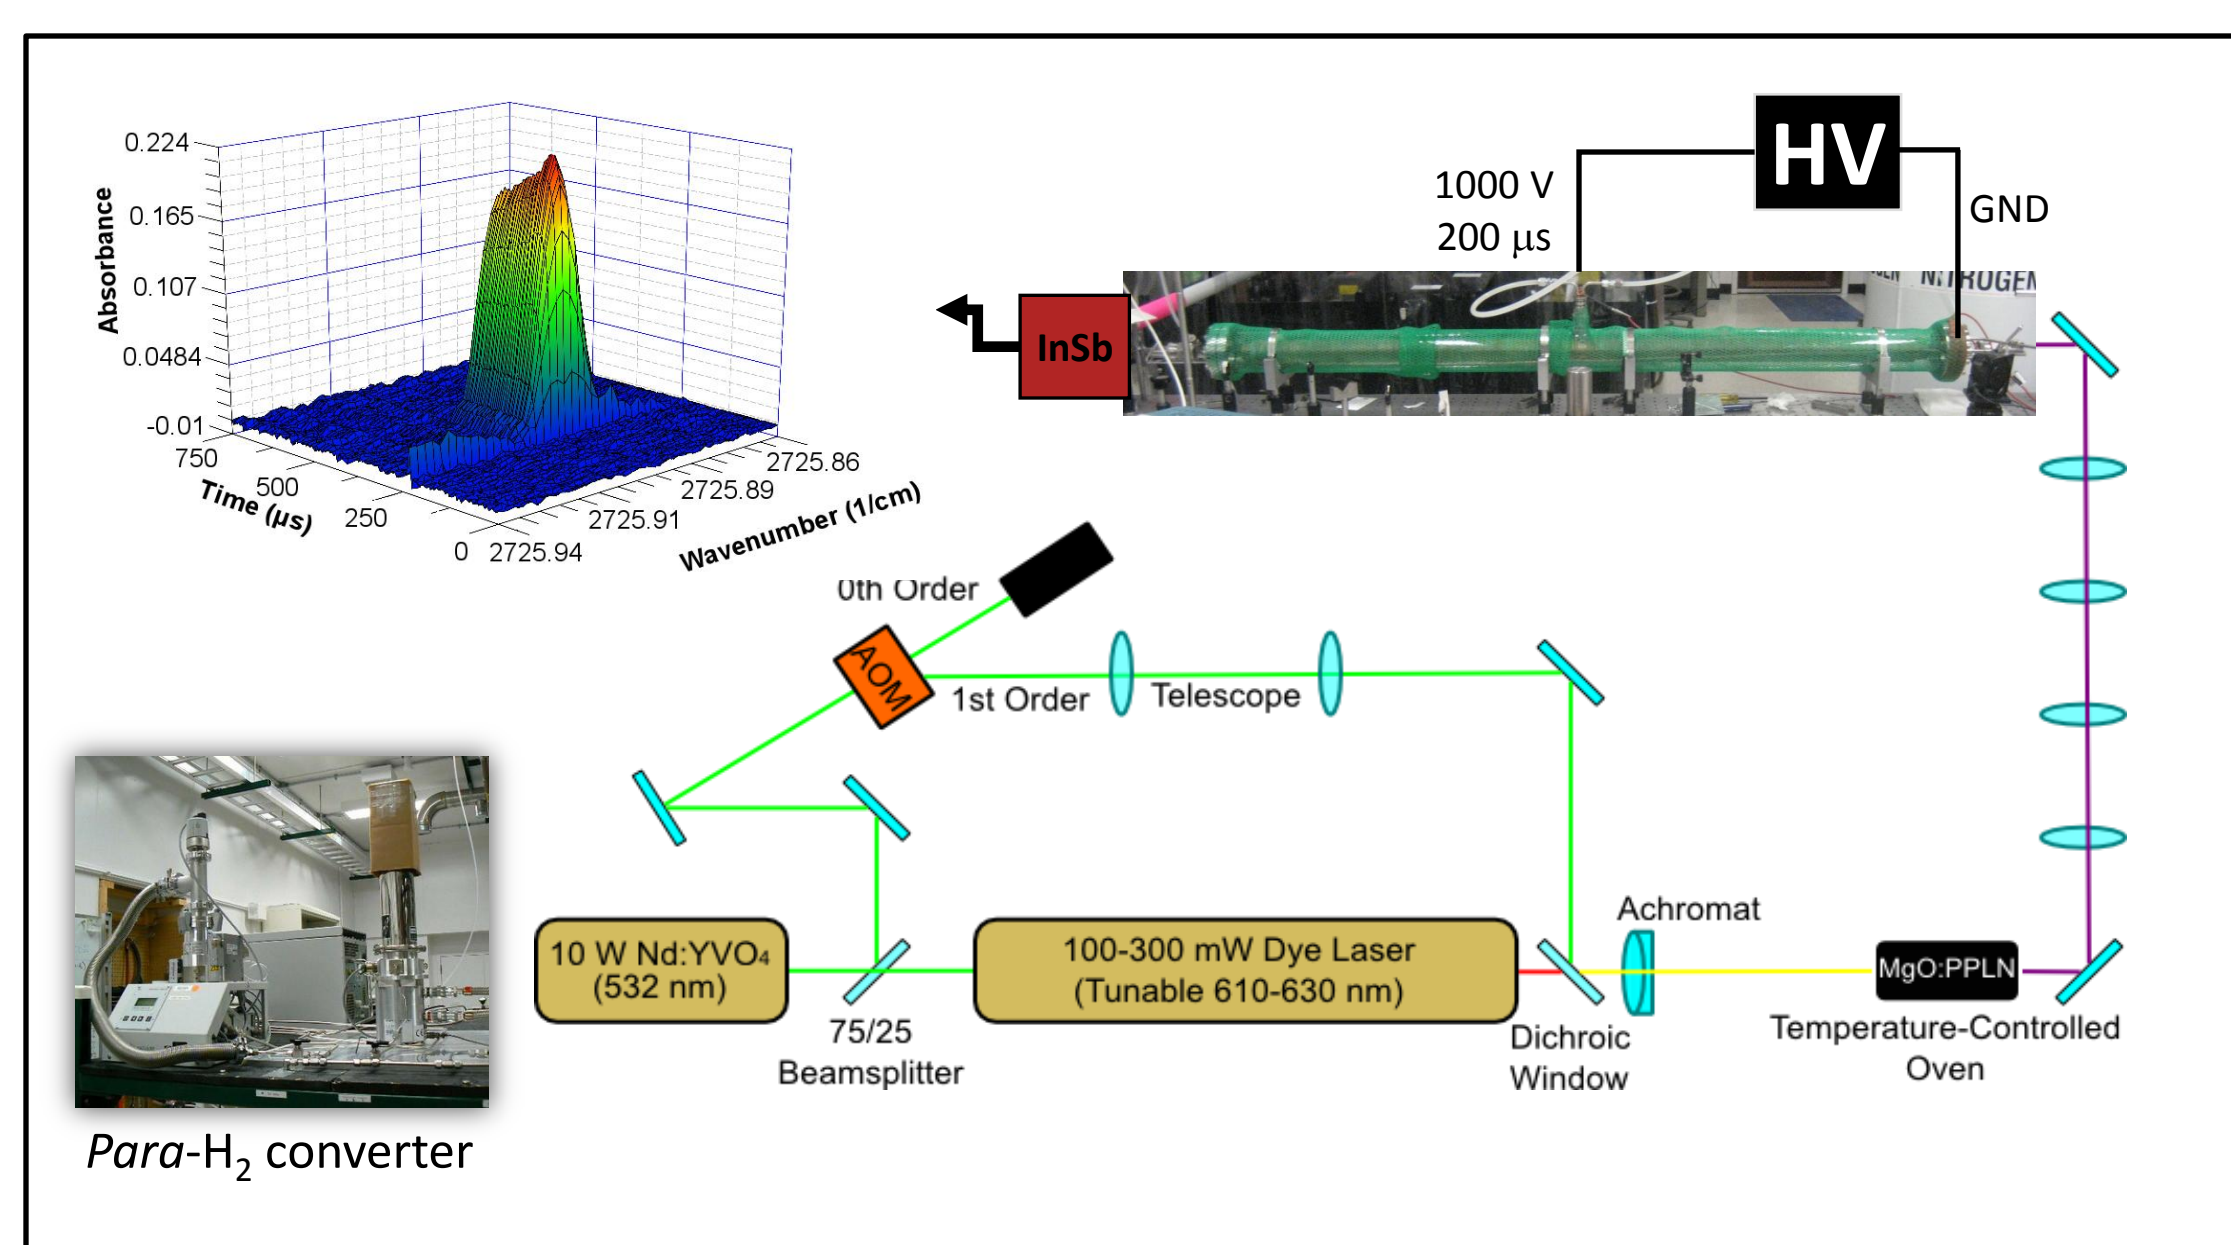 0.224
0.165
0.107
0.0484
-0.01
Absorbance
750
500
250
0
Time (µs)
2725.94
2725.91
2725.89
2725.86
Wavenumber (1/cm)
HV
1000 V
200 µs
GND
NITROGEN
InSb
0th Order
AOM
1st Order
Telescope
10 W Nd:YVO₄
(532 nm)
75/25
Beamsplitter
100-300 mW Dye Laser
(Tunable 610-630 nm)
Dichroic
Window
Achromat
MgO:PPLN
Temperature-Controlled
Oven
Para-H₂ converter